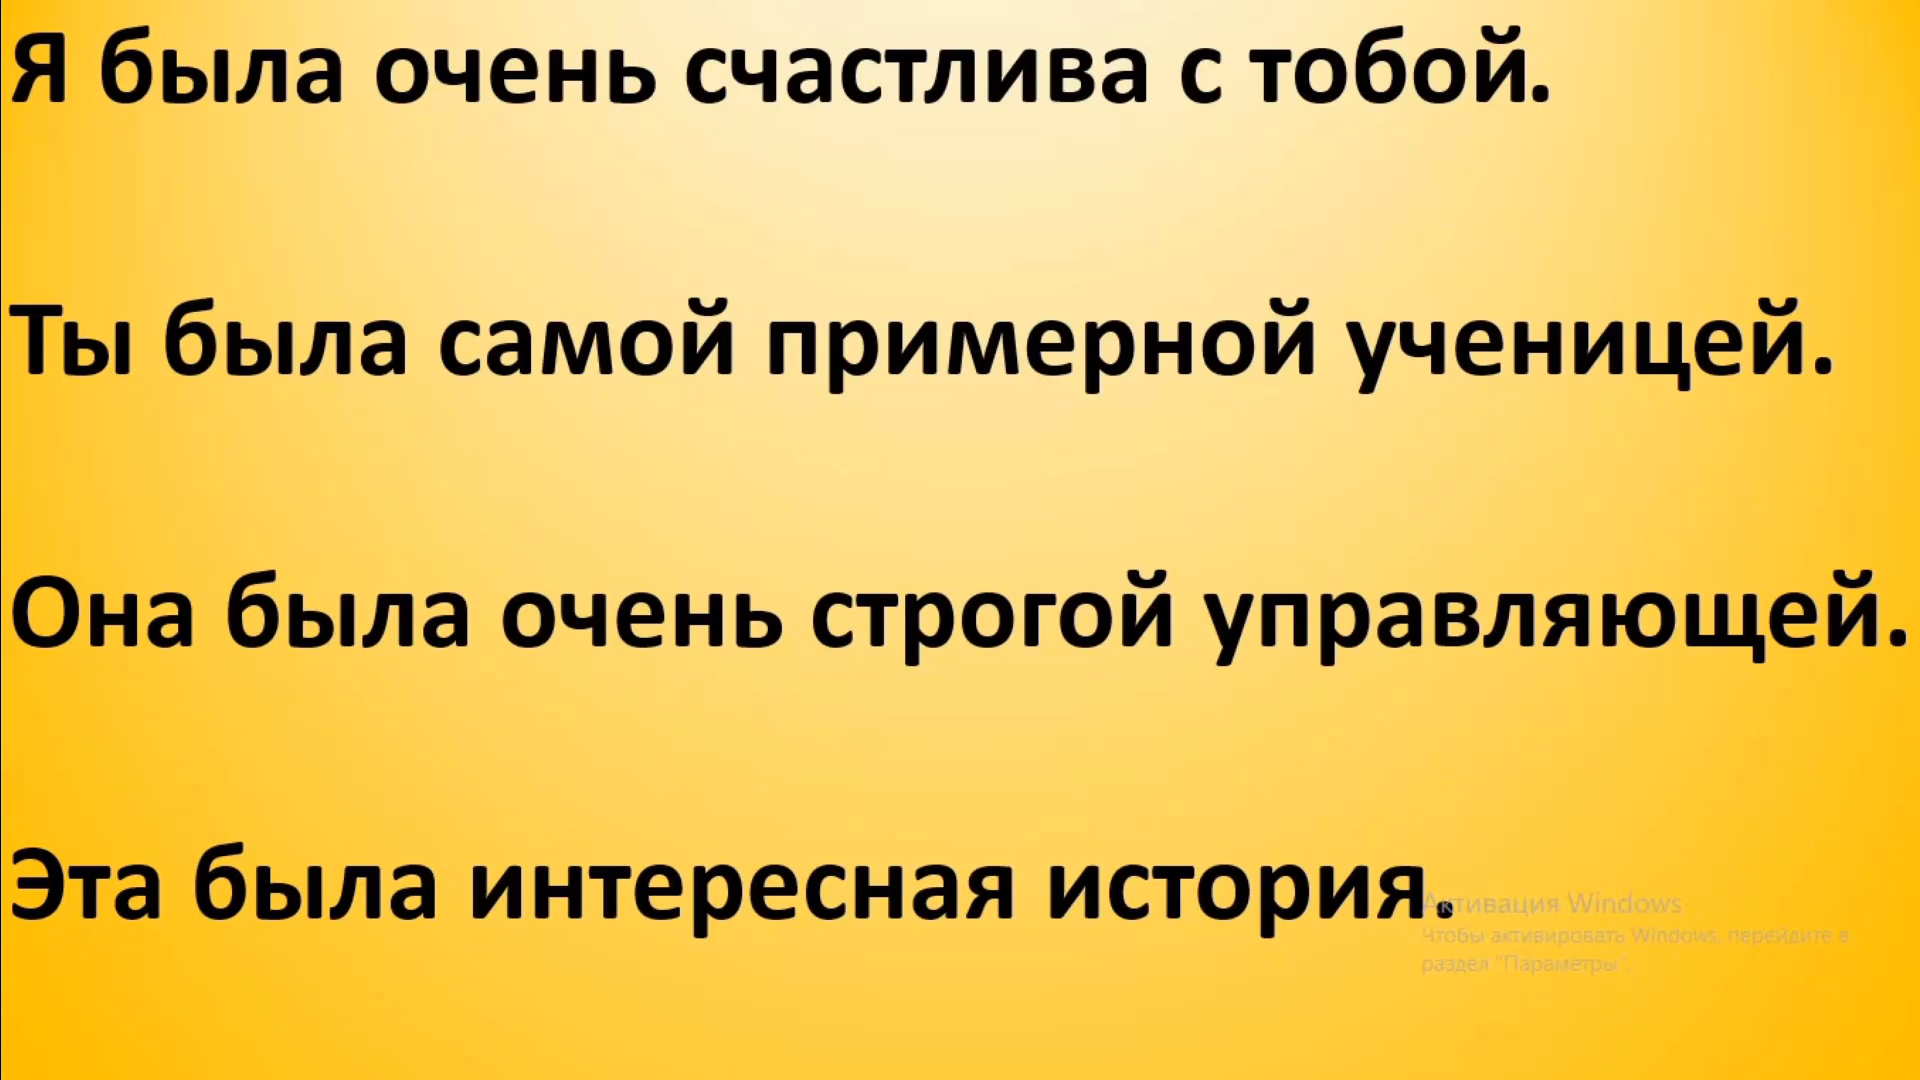 Я была очень счастлива с тобой.
Ты была самой примерной ученицей.
Она была очень строгой управляющей.
Эта была интересная история.
Активация Windows
Чтобы активировать Windows, перейдите в
раздел "Параметры".